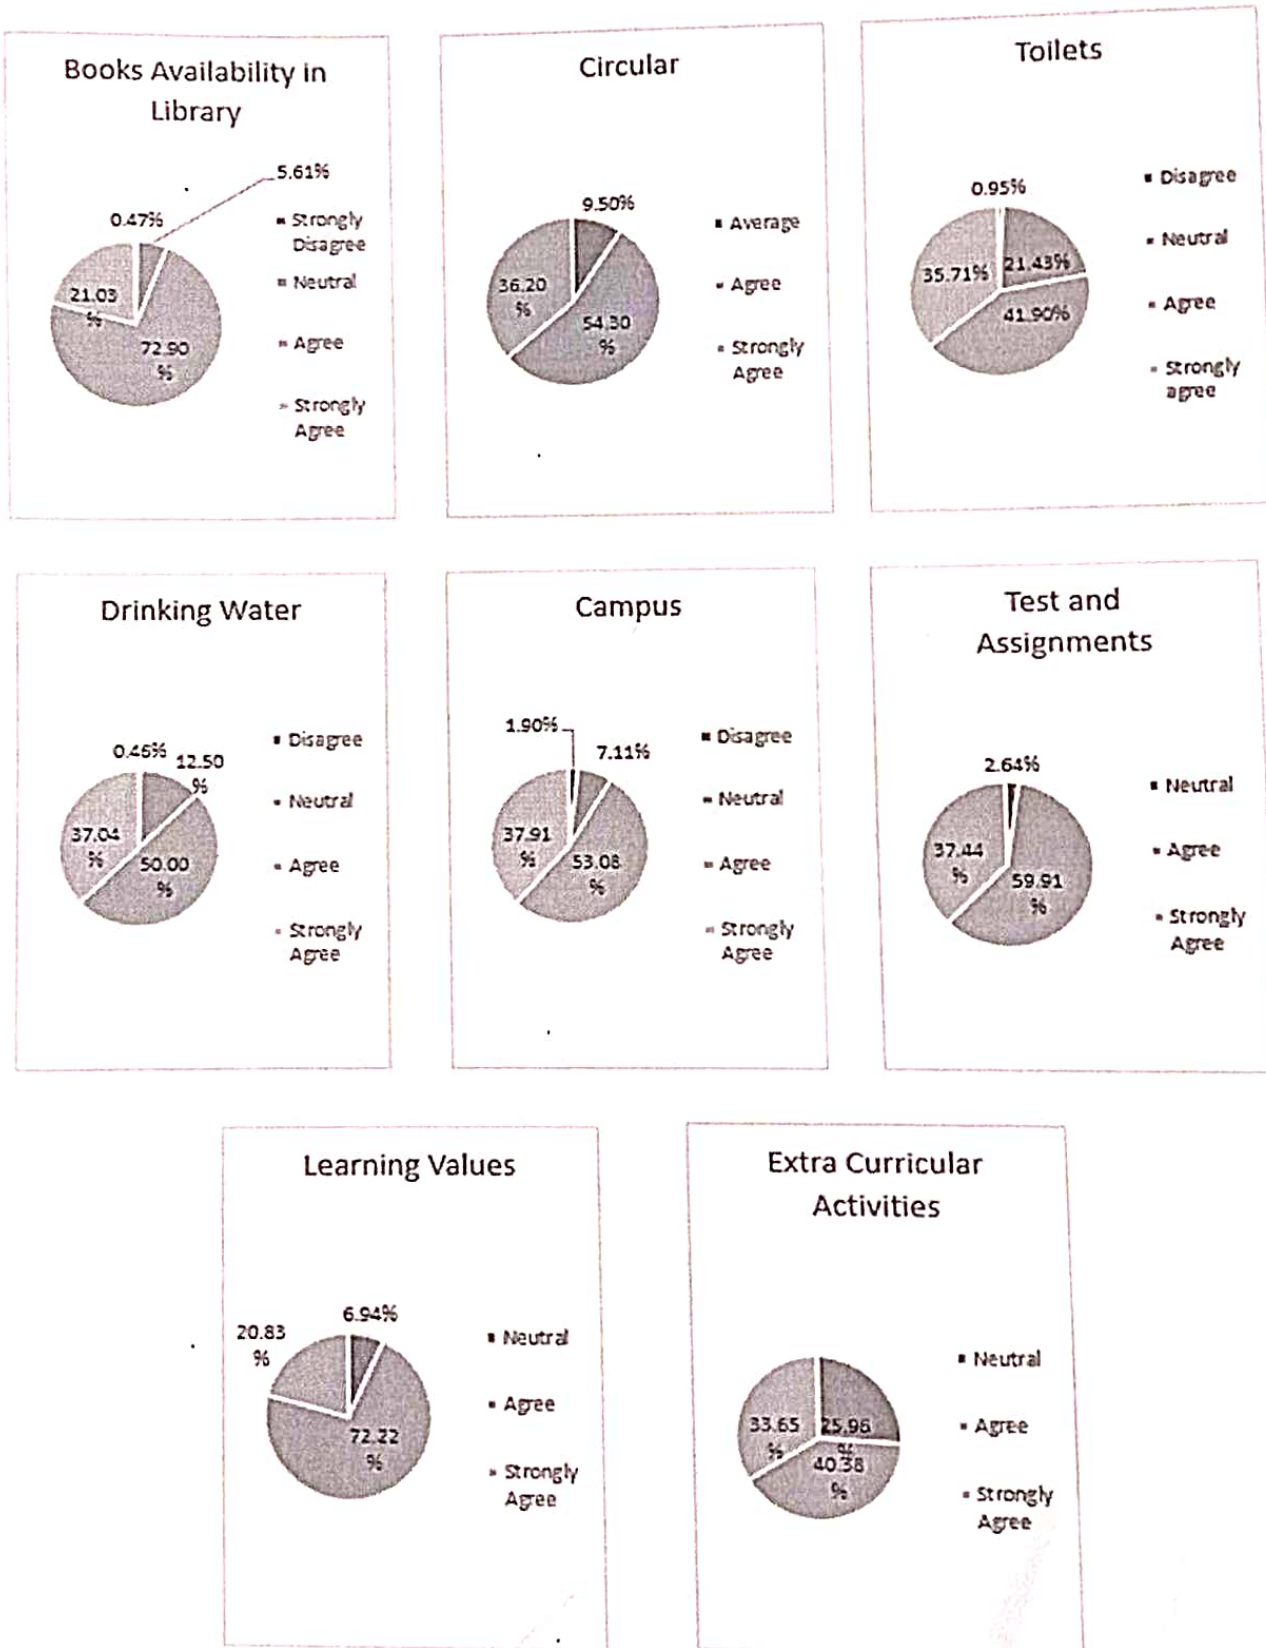 Books Availability in
Library
5.61%
0.47%
21.03
%
72.90
%
Strongly
Disagree
Neutral
Agree
Strongly
Agree
Circular
9.50%
36.20
%
54.30
%
Average
Agree
Strongly
Agree
Toilets
0.95%
35.71%
21.43%
41.90%
Disagree
Neutral
Agree
Strongly
agree
Drinking Water
0.46%
12.50
%
37.04
%
50.00
%
Disagree
Neutral
Agree
Strongly
Agree
Campus
1.90%
7.11%
37.91
%
53.08
%
Disagree
Neutral
Agree
Strongly
Agree
Test and
Assignments
2.64%
37.44
%
59.91
%
Neutral
Agree
Strongly
Agree
Learning Values
6.94%
20.83
%
72.22
%
Neutral
Agree
Strongly
Agree
Extra Curricular
Activities
33.65
%
25.96
%
40.38
%
Neutral
Agree
Strongly
Agree